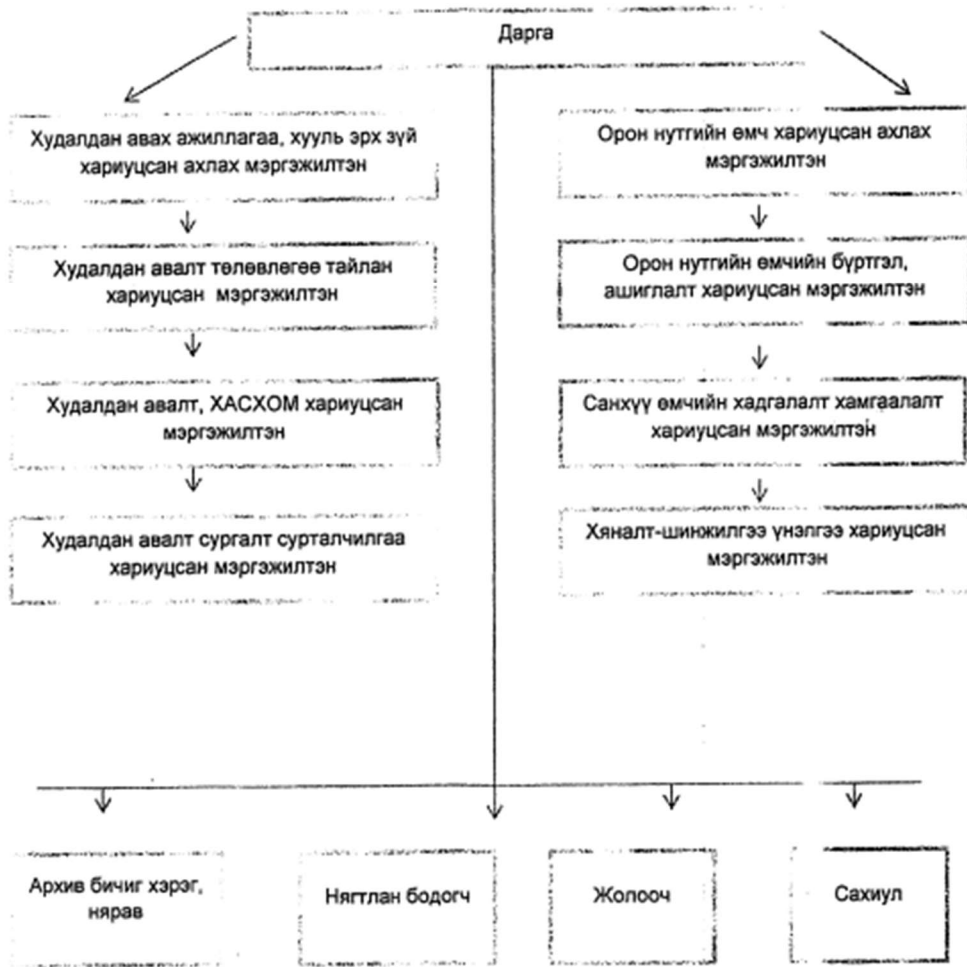 Дарга
Худалдан авах ажиллагаа, хууль эрх зүй
хариуцсан ахлах мэргэжилтэн
Худалдан авалт төлөвлөгөө тайлан
хариуцсан мэргэжилтэн
Худалдан авалт, ХАСХОМ хариуцсан
мэргэжилтэн
Худалдан авалт сургалт сурталчилгаа
хариуцсан мэргэжилтэн
Орон нутгийн өмч хариуцсан ахлах
мэргэжилтэн
Орон нутгийн өмчийн бүртгэл,
ашиглалт хариуцсан мэргэжилтэн
Санхүү өмчийн хадгалалт хамгаалалт
хариуцсан мэргэжилтэн
Хяналт-шинжилгээ үнэлгээ хариуцсан
мэргэжилтэн
Архив бичиг хэрэг,
нярав
Нягтлан бодогч
Жолооч
Сахиул